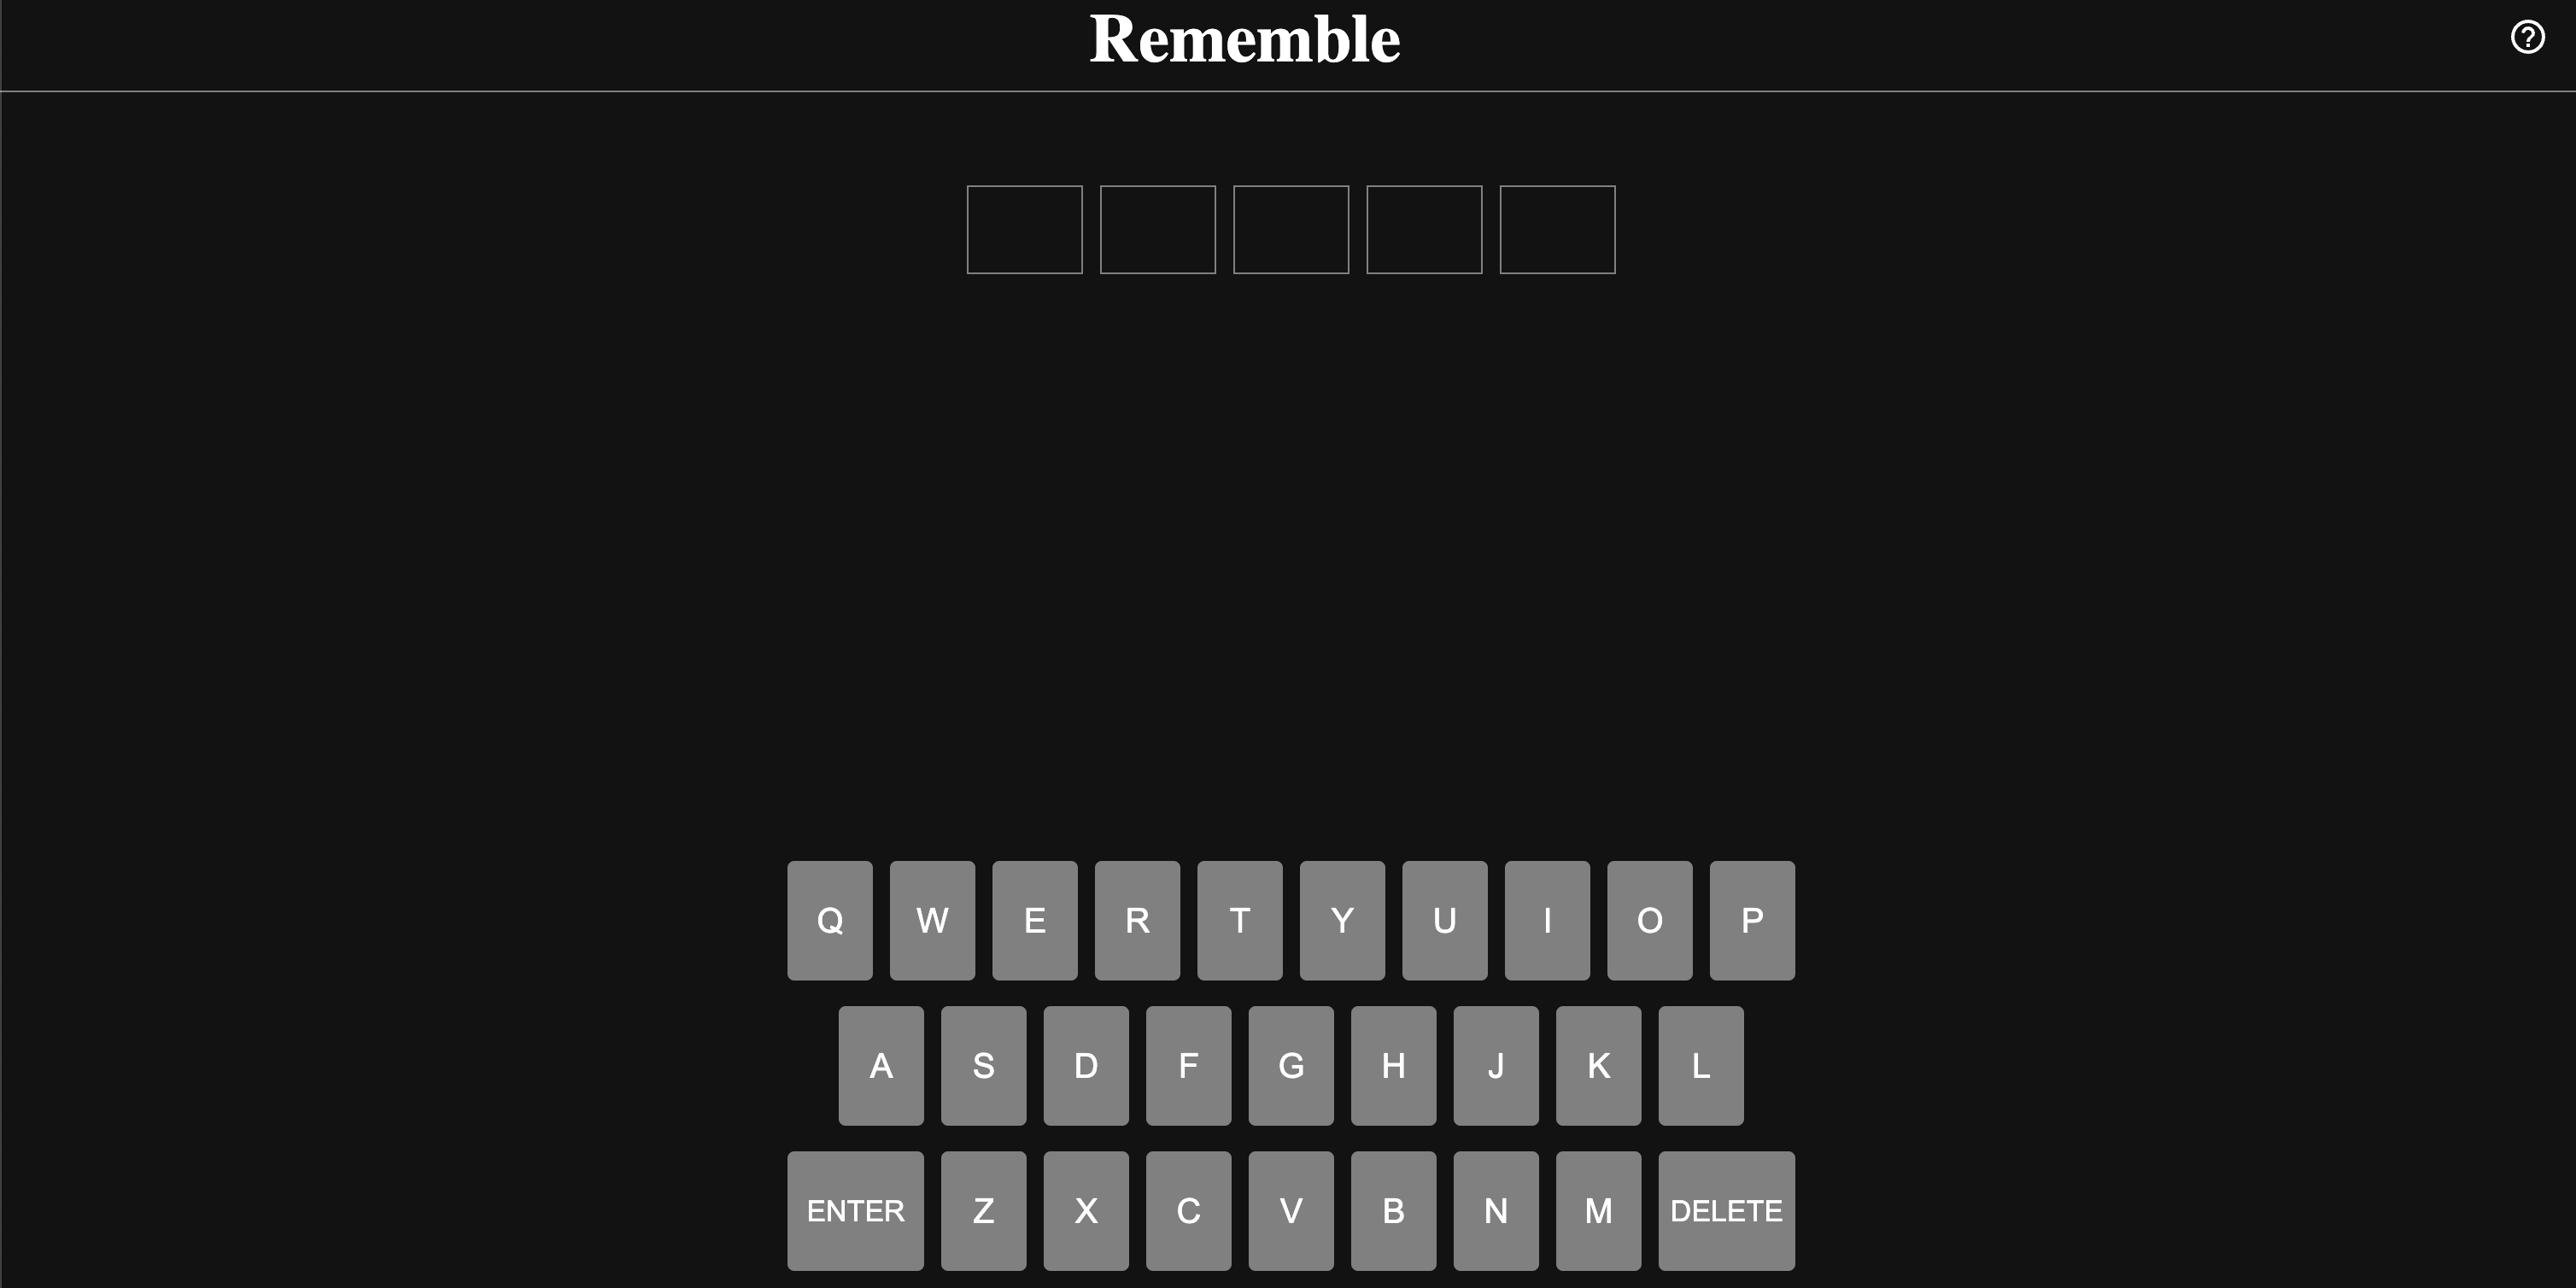 Rememble
?
Q W E R T Y U I O P
A S D F G H J K L
ENTER Z X C V B N M DELETE